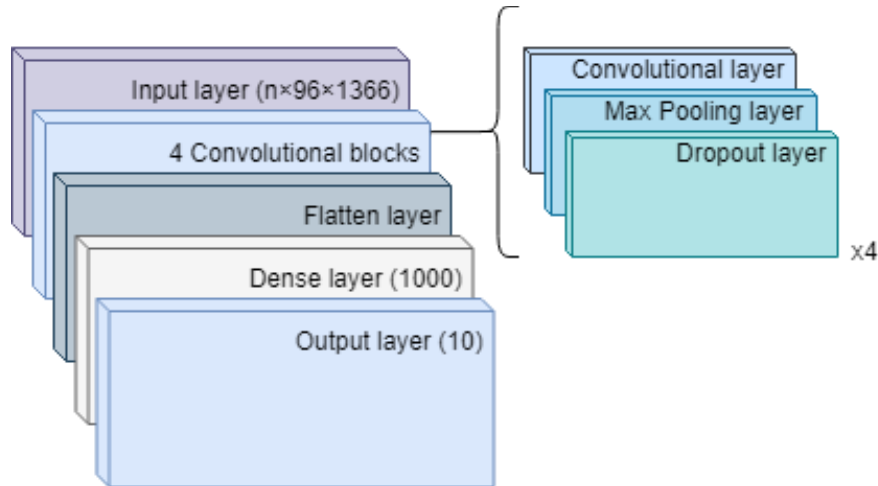 Input layer (n×96×1366)
4 Convolutional blocks
Flatten layer
Dense layer (1000)
Output layer (10)
Convolutional layer
Max Pooling layer
Dropout layer
x4